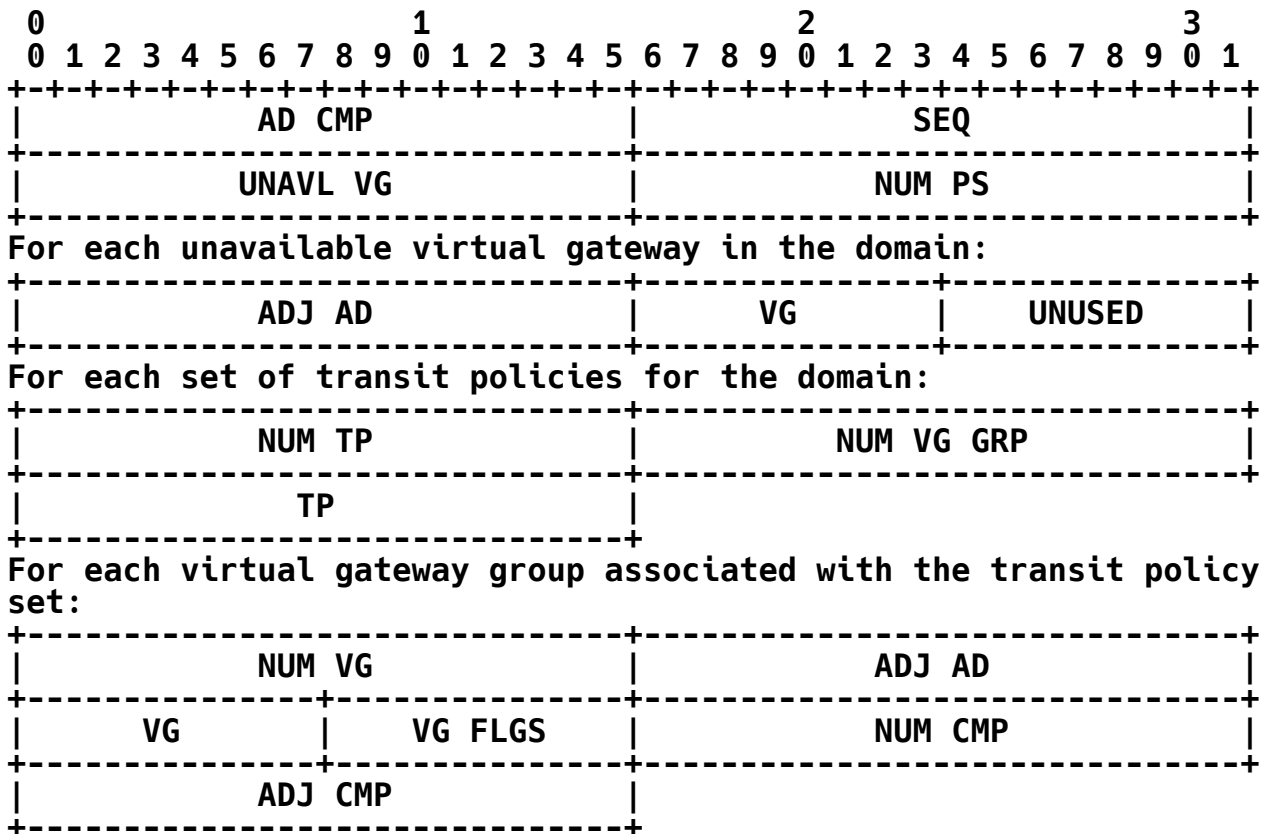 0                   1                   2                   3
 0 1 2 3 4 5 6 7 8 9 0 1 2 3 4 5 6 7 8 9 0 1 2 3 4 5 6 7 8 9 0 1
+-+-+-+-+-+-+-+-+-+-+-+-+-+-+-+-+-+-+-+-+-+-+-+-+-+-+-+-+-+-+-+-+
|            AD CMP             |              SEQ              |
+-------------------------------+-------------------------------+
|           UNAVL VG            |            NUM PS             |
+-------------------------------+-------------------------------+
For each unavailable virtual gateway in the domain:
+-------------------------------+---------------+---------------+
|            ADJ AD             |      VG       |    UNUSED     |
+-------------------------------+---------------+---------------+
For each set of transit policies for the domain:
+-------------------------------+-------------------------------+
|            NUM TP             |          NUM VG GRP           |
+-------------------------------+-------------------------------+
|              TP               |
+-------------------------------+
For each virtual gateway group associated with the transit policy
set:
+-------------------------------+-------------------------------+
|            NUM VG             |            ADJ AD             |
+---------------+---------------+-------------------------------+
|      VG       |    VG FLGS    |            NUM CMP            |
+---------------+---------------+-------------------------------+
|            ADJ CMP            |
+-------------------------------+